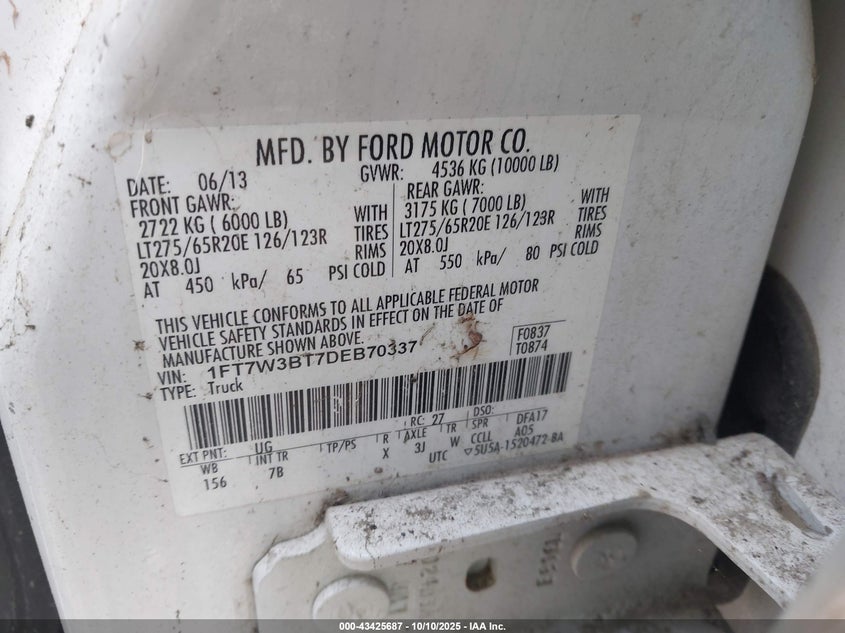 MFD. BY FORD MOTOR CO.
DATE: 06/13 GVWR: 4536 KG (10000 LB)
FRONT GAWR: REAR GAWR:
2722 KG ( 6000 LB) WITH 3175 KG ( 7000 LB) WITH
LT275/65R20E 126/123R TIRES LT275/65R20E 126/123R TIRES
20X8.0J RIMS 20X8.0J RIMS
AT 450 kPa/ 65 PSI COLD AT 550 kPa/ 80 PSI COLD
THIS VEHICLE CONFORMS TO ALL APPLICABLE FEDERAL MOTOR
VEHICLE SAFETY STANDARDS IN EFFECT ON THE DATE OF
MANUFACTURE SHOWN ABOVE.
VIN: 1FT7W3BT7DEB70337
TYPE: Truck
F0837
T0874
EXT PNT: UG RC: 27 DSO:
WB INT TR TP/PS R AXLE TR SPR DFA17
156 7B X 3J W CCLL A05
UTC ▽5U5A-1520472-BA
000-43425687 - 10/10/2025 - IAA Inc.